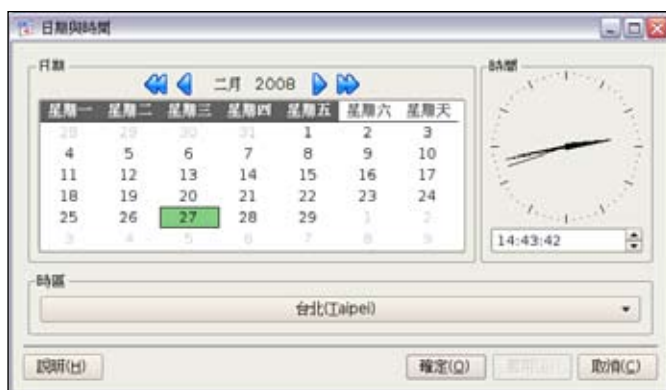 日期與時間
日期
二月 2008
星期一 星期二 星期三 星期四 星期五 星期六 星期天
28 29 30 31 1 2 3
4 5 6 7 8 9 10
11 12 13 14 15 16 17
18 19 20 21 22 23 24
25 26 27 28 29 1 2
3 4 5 6 7 8 9
時間
14:43:42
時區
台北(Taipei)
說明(H)
確定(O)
取消(C)